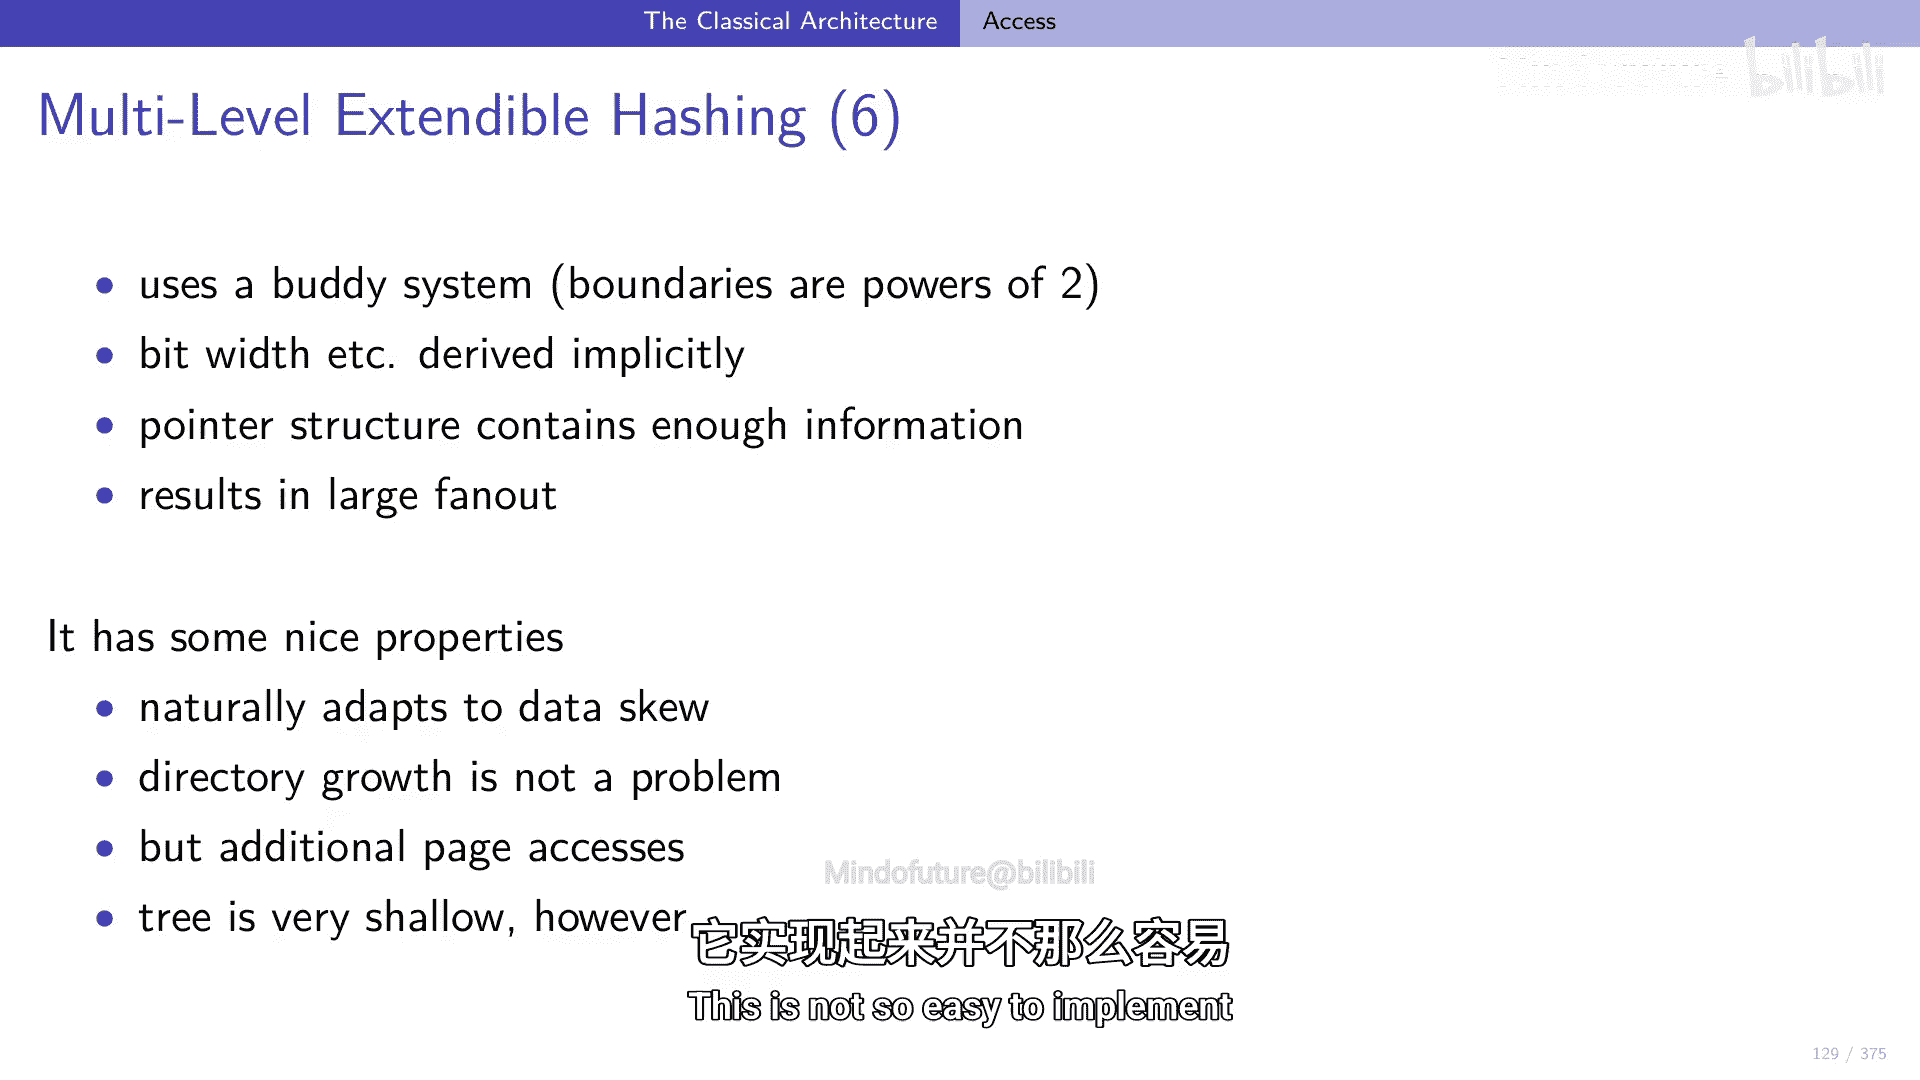 The Classical Architecture
Access
bilibili
Multi-Level Extendible Hashing (6)
• uses a buddy system (boundaries are powers of 2)
• bit width etc. derived implicitly
• pointer structure contains enough information
• results in large fanout
It has some nice properties
• naturally adapts to data skew
• directory growth is not a problem
• but additional page accesses
• tree is very shallow, however
Mindofuture@bilibili
它实现起来并不那么容易
This is not so easy to implement
129 / 375